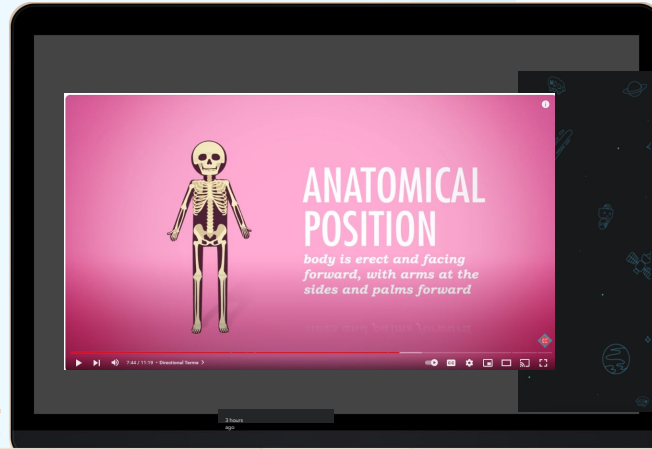 ANATOMICAL
POSITION
body is erect and facing
forward, with arms at the
sides and palms forward
7:44 / 11:19 • Directional Terms >
CC
2 hours
ago